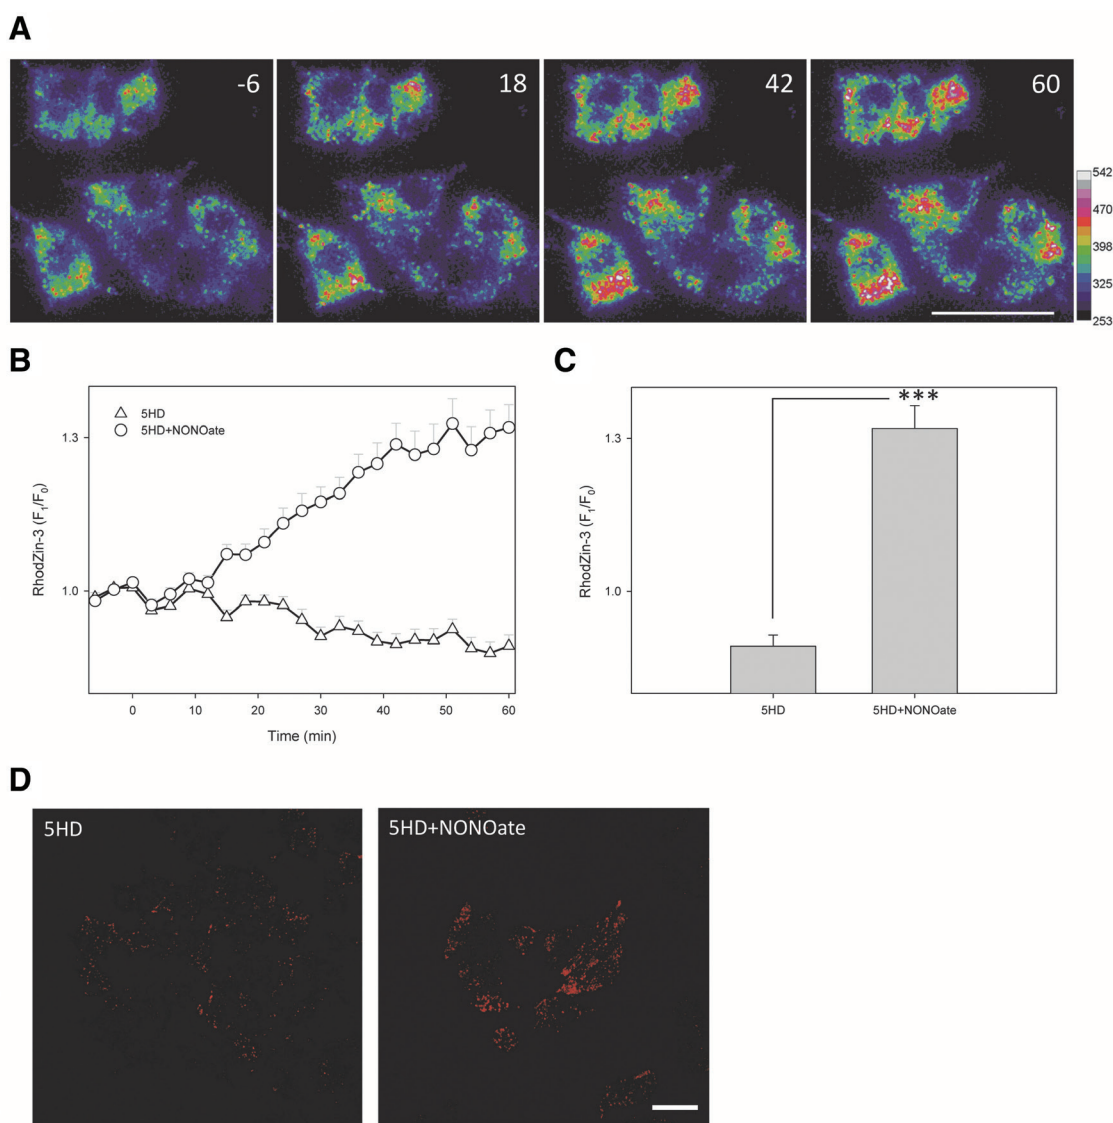 A
-6
18
42
60
542
470
398
325
253
B
5HD
5HD+NONOate
1.3
1.0
RhodZin-3 (F₁/F₀)
0
10
20
30
40
50
60
Time (min)
C
***
1.3
1.0
RhodZin-3 (F₁/F₀)
5HD
5HD+NONOate
D
5HD
5HD+NONOate